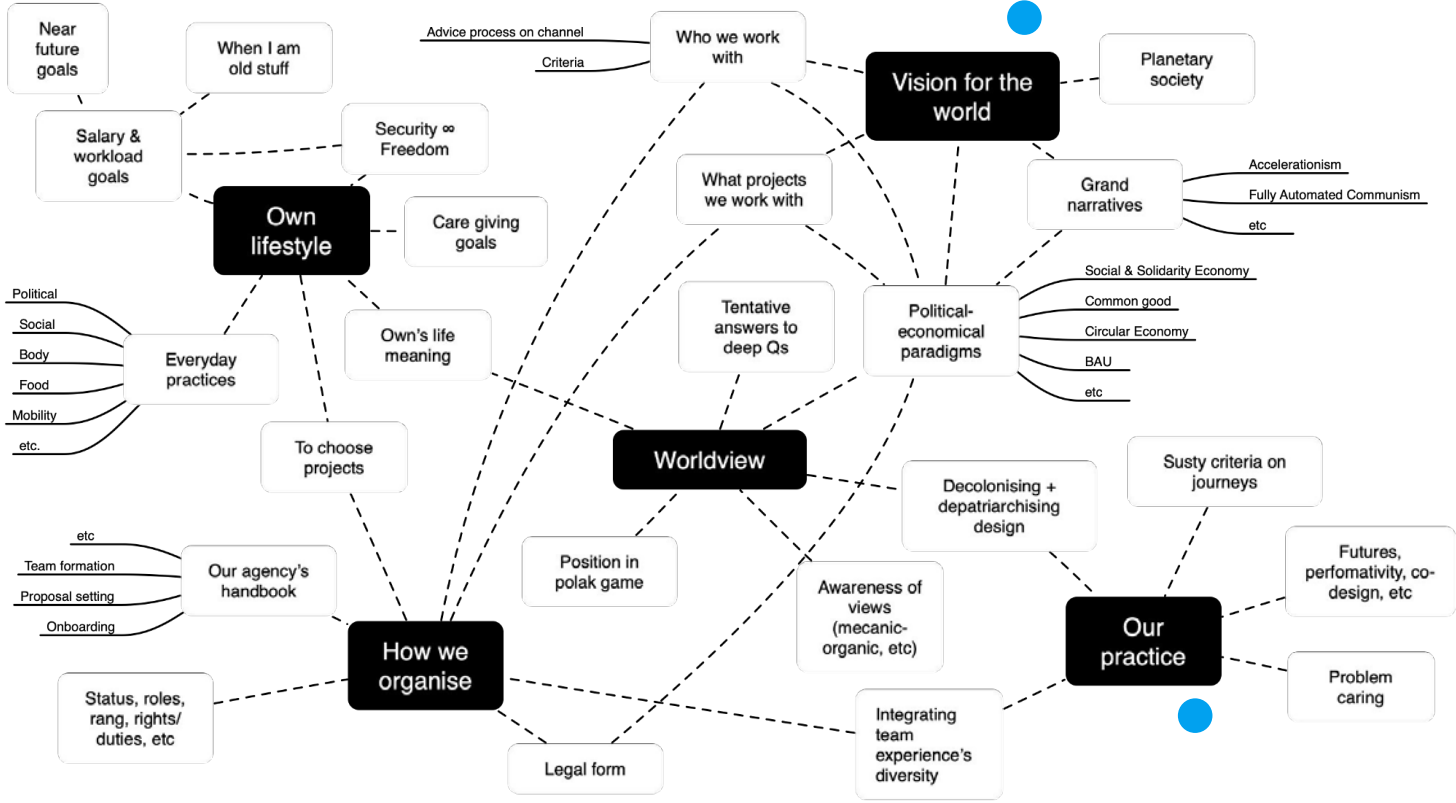 Near
future
goals
When I am
old stuff
Advice process on channel
Criteria
Who we work
with
Vision for the
world
Planetary
society
Salary &
workload
goals
Security ∞
Freedom
What projects
we work with
Grand
narratives
Accelerationism
Fully Automated Communism
etc
Own
lifestyle
Care giving
goals
Political
Social
Body
Food
Mobility
etc.
Everyday
practices
Own's life
meaning
Tentative
answers to
deep Qs
Political-
economical
paradigms
Social & Solidarity Economy
Common good
Circular Economy
BAU
etc
To choose
projects
Worldview
Decolonising +
depatriarchising
design
Susty criteria on
journeys
etc
Team formation
Proposal setting
Onboarding
Our agency's
handbook
Position in
polak game
Awareness of
views
(mecanic-
organic, etc)
Futures,
perfomativity, co-
design, etc
How we
organise
Our
practice
Problem
caring
Status, roles,
rang, rights/
duties, etc
Legal form
Integrating
team
experience's
diversity